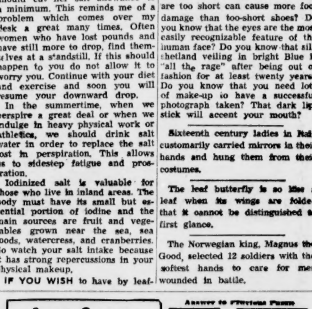 a minimum. This reminds me of a
problem which comes over my
desk a great many times. Often
women who have lost pounds and
have still more to drop, find them-
selves at a standstill. If this should
happen to you do not allow it to
worry you. Continue with your diet
and exercise and soon you will
resume your downward drop.
In the summertime, when we
perspire a great deal or when we
indulge in heavy physical work or
athletics, we should drink salt
water in order to replace the salt
lost in perspiration. This allows
us to sidestep fatigue and pros-
ration.
Iodinized salt is valuable for
those who live in inland areas. The
body must have its small but es-
sential portion of iodine and the
main sources are fruit and vege-
ables grown near the sea, sea
foods, watercress, and cranberries.
So watch your salt intake because
it has strong repercussions in your
physical makeup.
IF YOU WISH to have by leaf-
are too short can cause more foot
damage than too-short shoes? Do
you know that the eyes are the most
easily recognizable feature of the
human face? Do you know that sil-
chetland veiling in bright Blue is
"all the rage" after being out of
fashion for at least twenty years?
Do you know that you need lots
of make-up to have a successful
photograph taken? That dark lip-
stick will accent your mouth?
Sixteenth century ladies in Italy
customarily carried mirrors in their
hands and hung them from their
costumes.
The leaf butterfly is so like a
leaf when its wings are folded
that it cannot be distinguished at
first glance.
The Norwegian king, Magnus the
Good, selected 12 soldiers with the
softest hands to care for men
wounded in battle.
Answer to Previous Puzzle